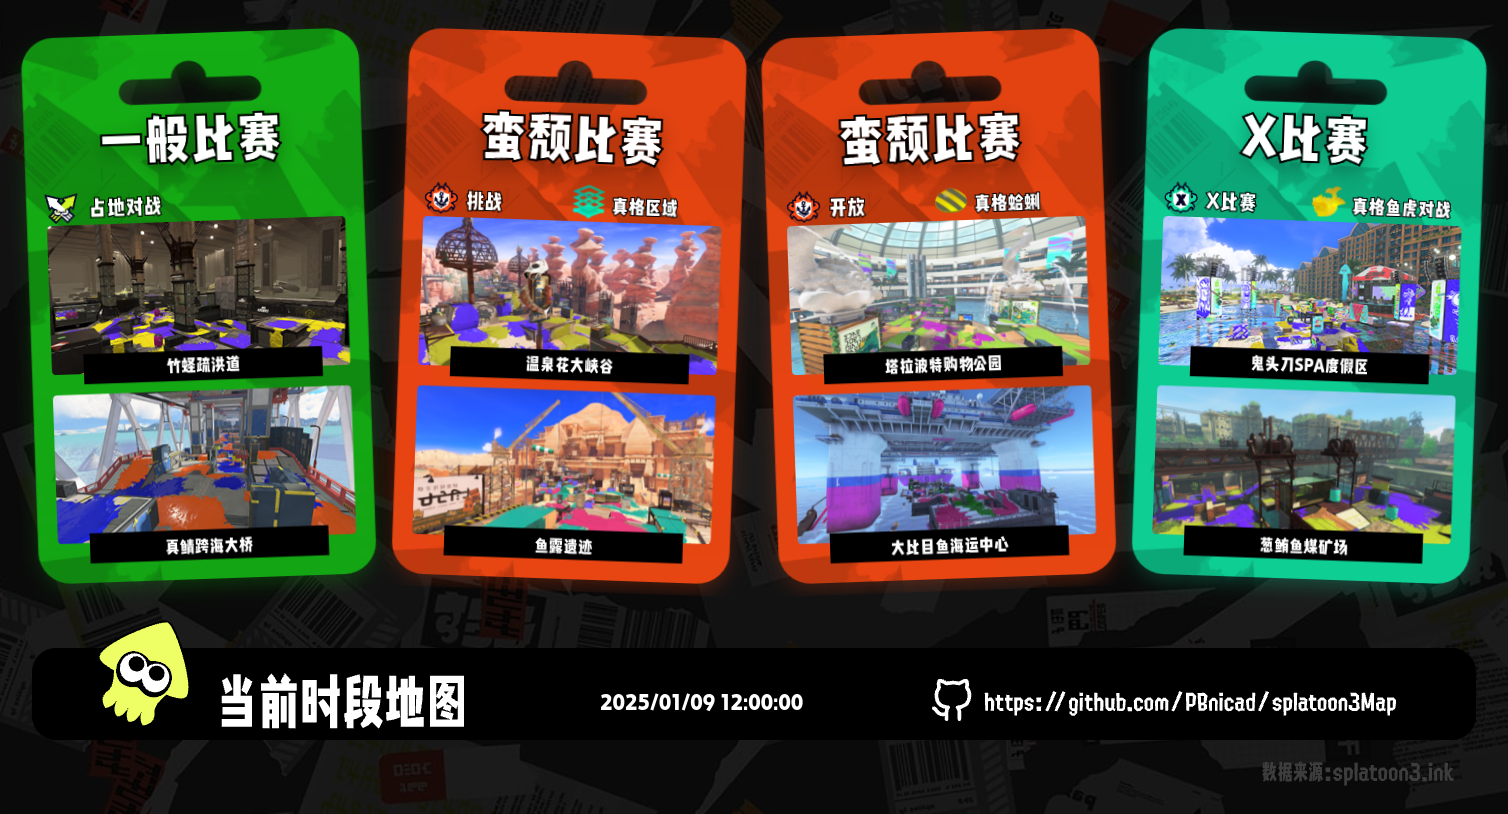 一般比赛
占地对战
竹蛏疏洪道
真鲭跨海大桥
蛮颓比赛
挑战
真格区域
温泉花大峡谷
鱼露遗迹
蛮颓比赛
开放
真格蛤蜊
塔拉波特购物公园
大比目鱼海运中心
X比赛
X比赛
真格鱼虎对战
鬼头刀SPA度假区
葱鲔鱼煤矿场
当前时段地图
2025/01/09 12:00:00
https://github.com/PBnicad/splatoon3Map
数据来源:splatoon3.ink